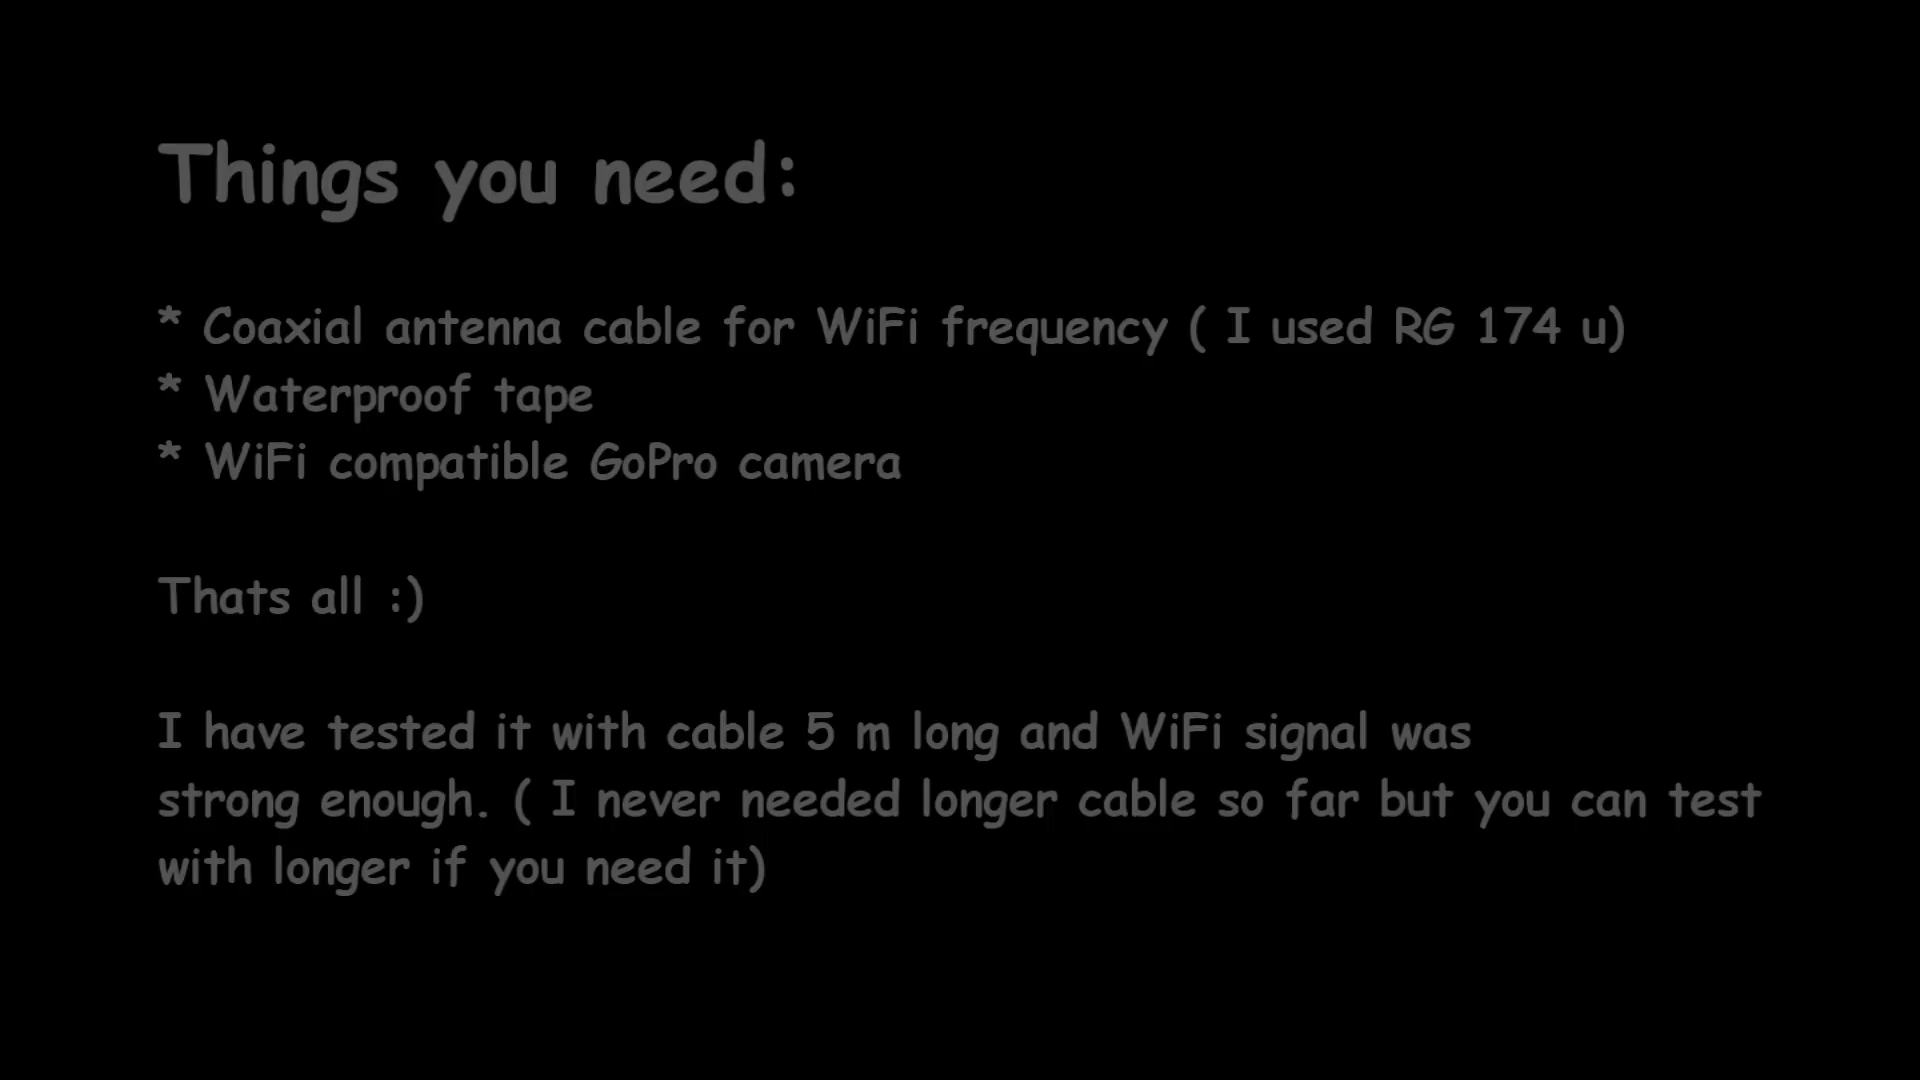 Things you need:
* Coaxial antenna cable for WiFi frequency ( I used RG 174 u)
* Waterproof tape
* WiFi compatible GoPro camera
Thats all :)
I have tested it with cable 5 m long and WiFi signal was
strong enough. ( I never needed longer cable so far but you can test
with longer if you need it)